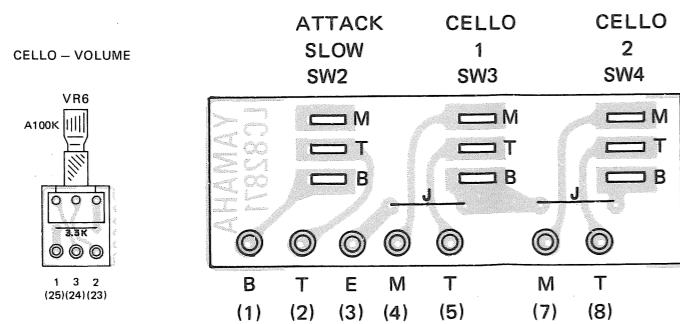 CELLO – VOLUME
VR6
A100K
3.3K
1 3 2
(25) (24) (23)
ATTACK
SLOW
SW2
CELLO
1
SW3
CELLO
2
SW4
YAMAHA
LC82871
M
T
B
M
T
B
M
T
B
J
J
B T E M T M T
(1) (2) (3) (4) (5) (7) (8)